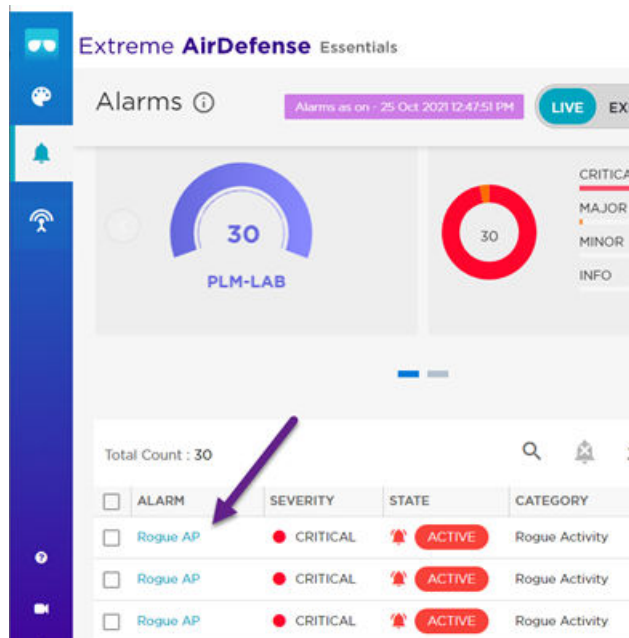 Extreme AirDefense Essentials
Alarms
Alarms as on - 25 Oct 2021 12:47:51 PM
LIVE EX
30
PLM-LAB
30
CRITICA
MAJOR
MINOR
INFO
Total Count : 30
ALARM SEVERITY STATE CATEGORY
Rogue AP CRITICAL ACTIVE Rogue Activity
Rogue AP CRITICAL ACTIVE Rogue Activity
Rogue AP CRITICAL ACTIVE Rogue Activity